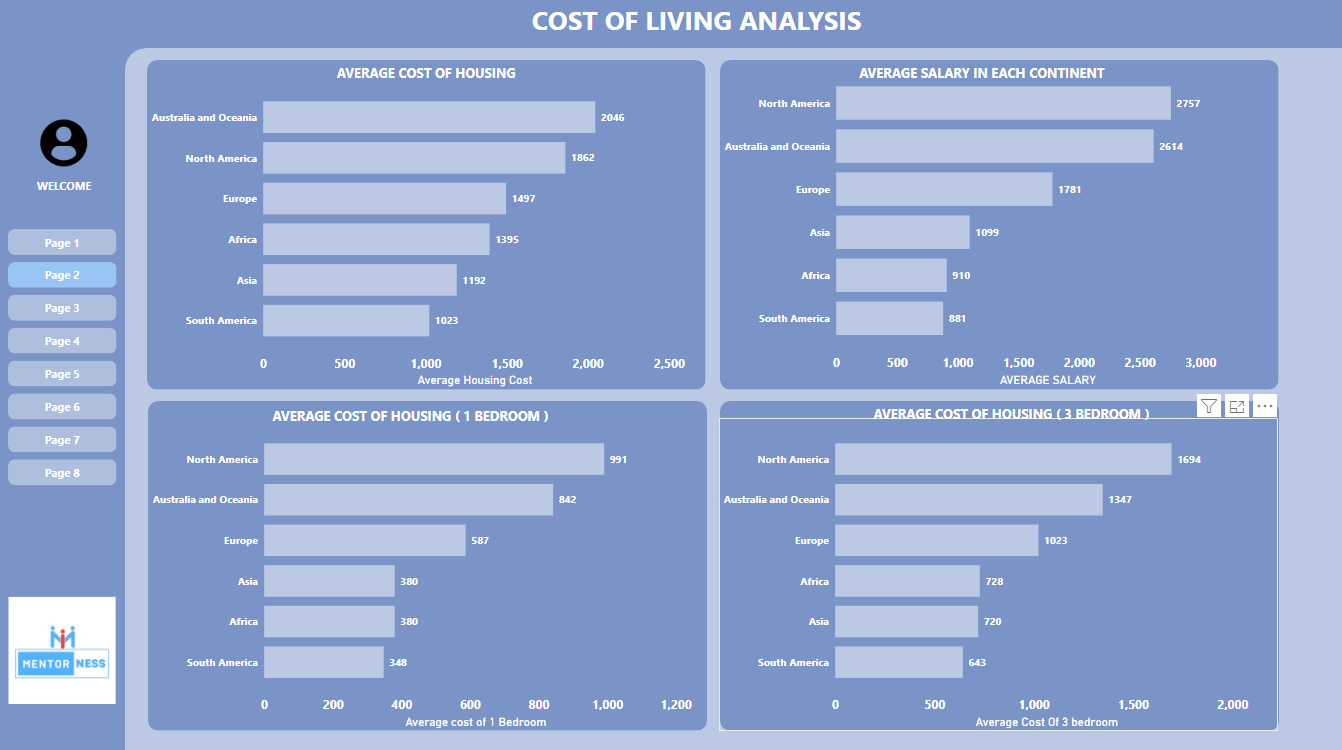 COST OF LIVING ANALYSIS
WELCOME
Page 1
Page 2
Page 3
Page 4
Page 5
Page 6
Page 7
Page 8
MENTOR NESS
AVERAGE COST OF HOUSING
Australia and Oceania 2046
North America 1862
Europe 1497
Africa 1395
Asia 1192
South America 1023
0 500 1,000 1,500 2,000 2,500
Average Housing Cost
AVERAGE SALARY IN EACH CONTINENT
North America 2757
Australia and Oceania 2614
Europe 1781
Asia 1099
Africa 910
South America 881
0 500 1,000 1,500 2,000 2,500 3,000
AVERAGE SALARY
AVERAGE COST OF HOUSING ( 1 BEDROOM )
North America 991
Australia and Oceania 842
Europe 587
Asia 380
Africa 380
South America 348
0 200 400 600 800 1,000 1,200
Average cost of 1 Bedroom
AVERAGE COST OF HOUSING ( 3 BEDROOM )
North America 1694
Australia and Oceania 1347
Europe 1023
Africa 728
Asia 720
South America 643
0 500 1,000 1,500 2,000
Average Cost Of 3 bedroom